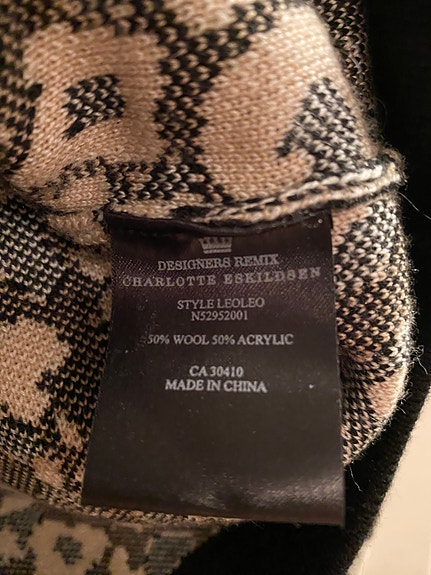 DESIGNERS REMIX
CHARLOTTE ESKILDSEN
STYLE LEOLEO
N52952001
50% WOOL 50% ACRYLIC
CA 30410
MADE IN CHINA